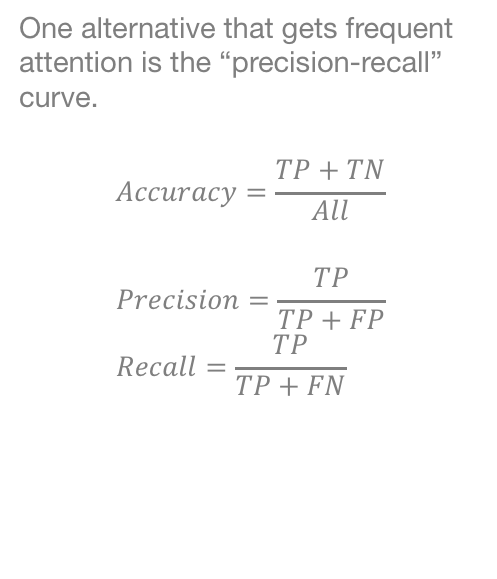 One alternative that gets frequent
attention is the “precision-recall”
curve.
Accuracy = (TP + TN) / All
Precision = TP / (TP + FP)
Recall = TP / (TP + FN)